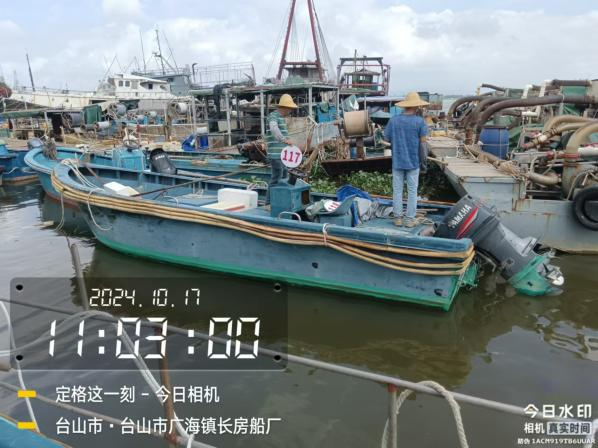 117
YAMAHA
2024.10.17
11:03:00
定格这一刻-今日相机
台山市·台山市广海镇长房船厂
今日水印
相机 真实时间
防伪 1ACM919TB6UUAR